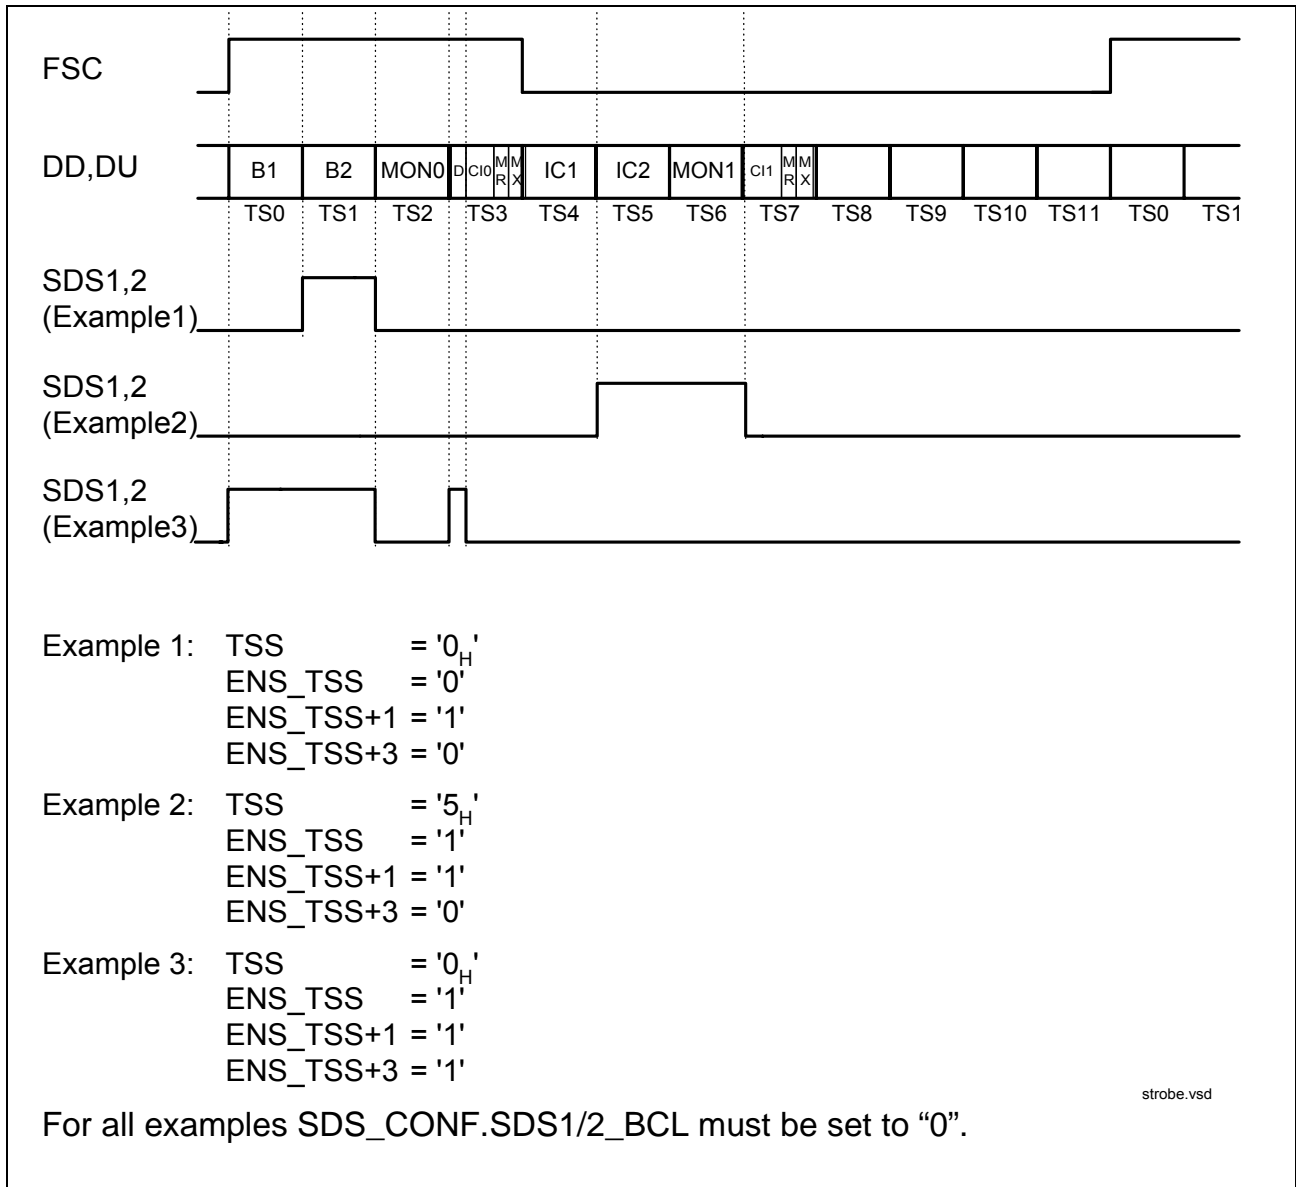 FSC
DD,DU B1 B2 MON0 D CI0 MR MX IC1 IC2 MON1 CI1 MR MX
TS0 TS1 TS2 TS3 TS4 TS5 TS6 TS7 TS8 TS9 TS10 TS11 TS0 TS1
SDS1,2
(Example1)
SDS1,2
(Example2)
SDS1,2
(Example3)
Example 1: TSS = '0H'
ENS_TSS = '0'
ENS_TSS+1 = '1'
ENS_TSS+3 = '0'
Example 2: TSS = '5H'
ENS_TSS = '1'
ENS_TSS+1 = '1'
ENS_TSS+3 = '0'
Example 3: TSS = '0H'
ENS_TSS = '1'
ENS_TSS+1 = '1'
ENS_TSS+3 = '1'
strobe.vsd
For all examples SDS_CONF.SDS1/2_BCL must be set to “0”.